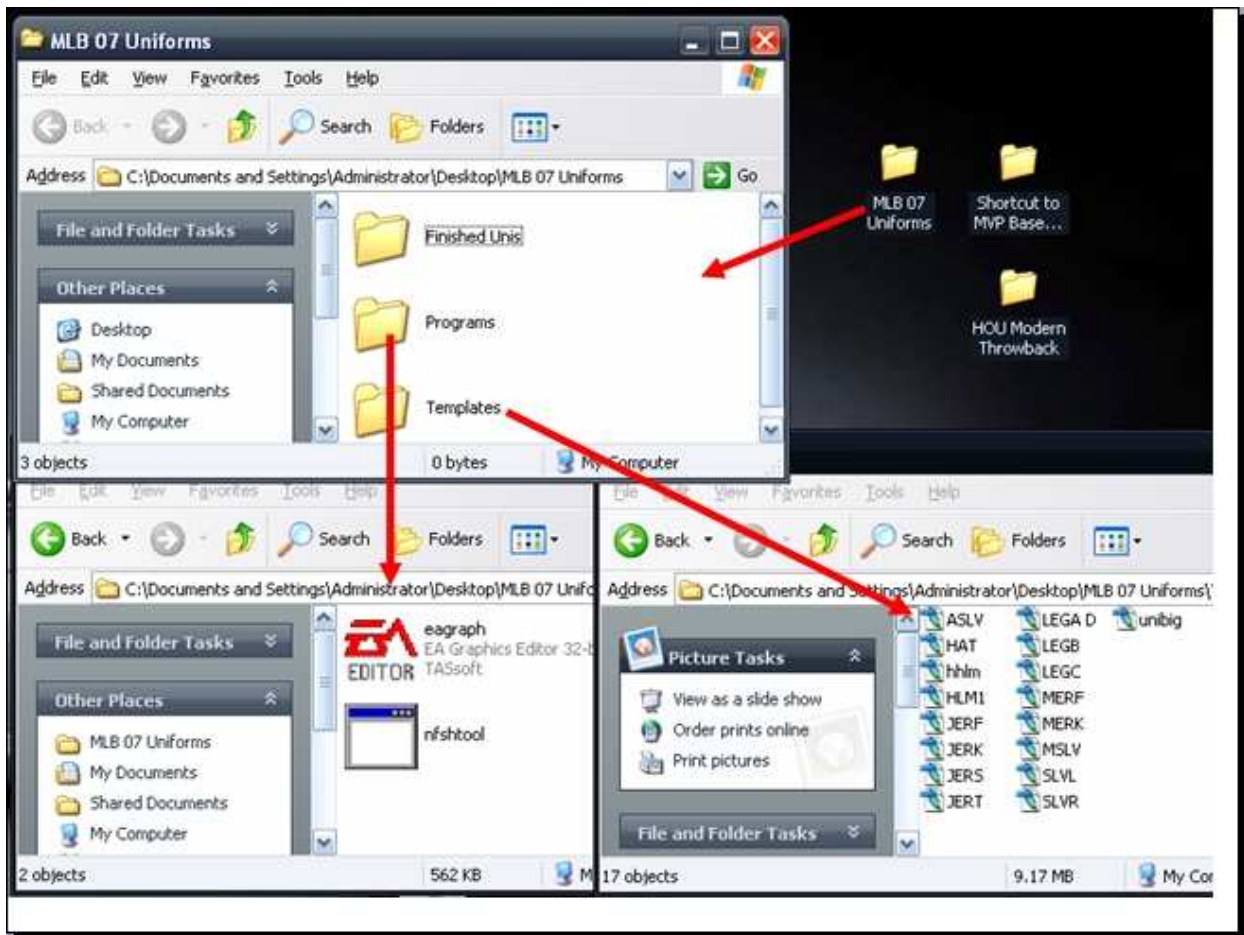 MLB 07 Uniforms
File Edit View Favorites Tools Help
Back Search Folders
Address C:\Documents and Settings\Administrator\Desktop\MLB 07 Uniforms Go
File and Folder Tasks
Other Places
Desktop
My Documents
Shared Documents
My Computer
Finished Unis
Programs
Templates
3 objects 0 bytes My Computer
MLB 07
Uniforms
Shortcut to
MVP Base...
HOU Modern
Throwback
File Edit View Favorites Tools Help
Back Search Folders
Address C:\Documents and Settings\Administrator\Desktop\MLB 07 Unifo
File and Folder Tasks
Other Places
MLB 07 Uniforms
My Documents
Shared Documents
My Computer
EA
EDITOR
eagraph
EA Graphics Editor 32-b
TASsoft
nfshtool
2 objects 562 KB M
File Edit View Favorites Tools Help
Back Search Folders
Address C:\Documents and Settings\Administrator\Desktop\MLB 07 Uniforms\
Picture Tasks
View as a slide show
Order prints online
Print pictures
File and Folder Tasks
ASLV LEGA D unibig
HAT LEGB
hhlm LEGC
HLM1 MERF
JERF MERK
JERK MSLV
JERS SLVL
JERT SLVR
17 objects 9.17 MB My Co